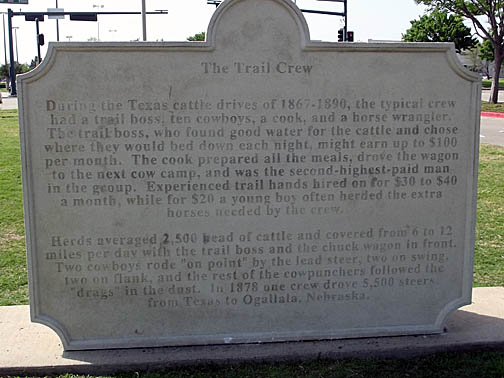 The Trail Crew
During the Texas cattle drives of 1867-1890, the typical crew
had a trail boss, ten cowboys, a cook, and a horse wrangler.
The trail boss, who found good water for the cattle and chose
where they would bed down each night, might earn up to $100
per month. The cook prepared all the meals, drove the wagon
to the next cow camp, and was the second-highest-paid man
in the group. Experienced trail hands hired on for $30 to $40
a month, while for $20 a young boy often herded the extra
horses needed by the crew.
Herds averaged 2,500 head of cattle and covered from 6 to 12
miles per day with the trail boss and the chuck wagon in front.
Two cowboys rode "on point" by the lead steer, two on swing,
two on flank, and the rest of the cowpunchers followed the
"drags" in the dust. In 1878 one crew drove 5,500 steers
from Texas to Ogallala, Nebraska.